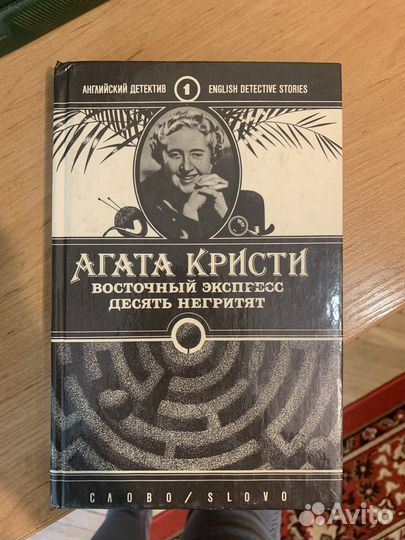 АНГЛИЙСКИЙ ДЕТЕКТИВ 1 ENGLISH DETECTIVE STORIES
АГАТА КРИСТИ
ВОСТОЧНЫЙ ЭКСПРЕСС
ДЕСЯТЬ НЕГРИТЯТ
СЛОВО / SLOVO
Avito